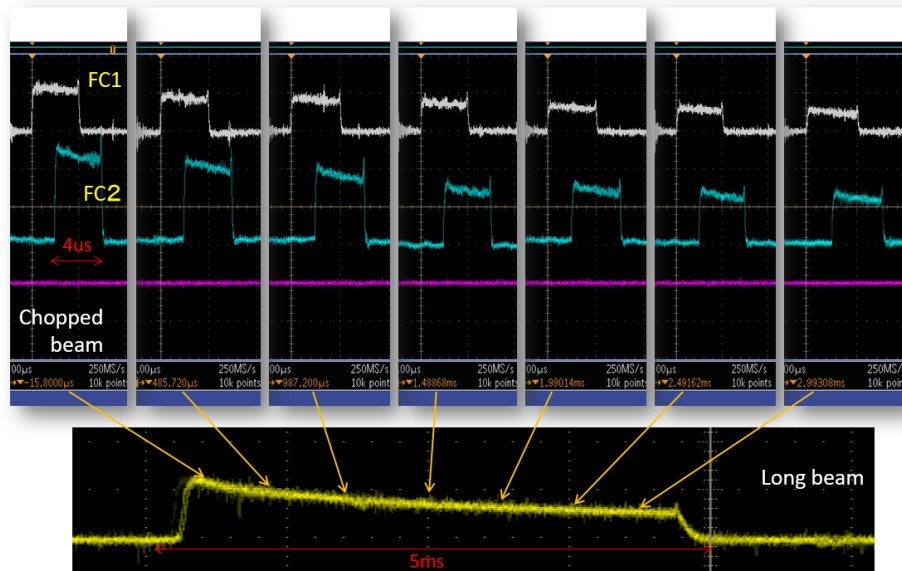 FC1
FC2
4us
Chopped
beam
00µs 250MS/s
−15.8000µs 10k points
.00µs 250MS/s
485.720µs 10k points
00µs 250MS/s
987.200µs 10k points
00µs 250MS/s
1.48868ms 10k points
00µs 250MS/s
1.99014ms 10k points
00µs 250MS/s
2.49162ms 10k points
00µs 250MS/s
2.99308ms 10k points
Long beam
5ms